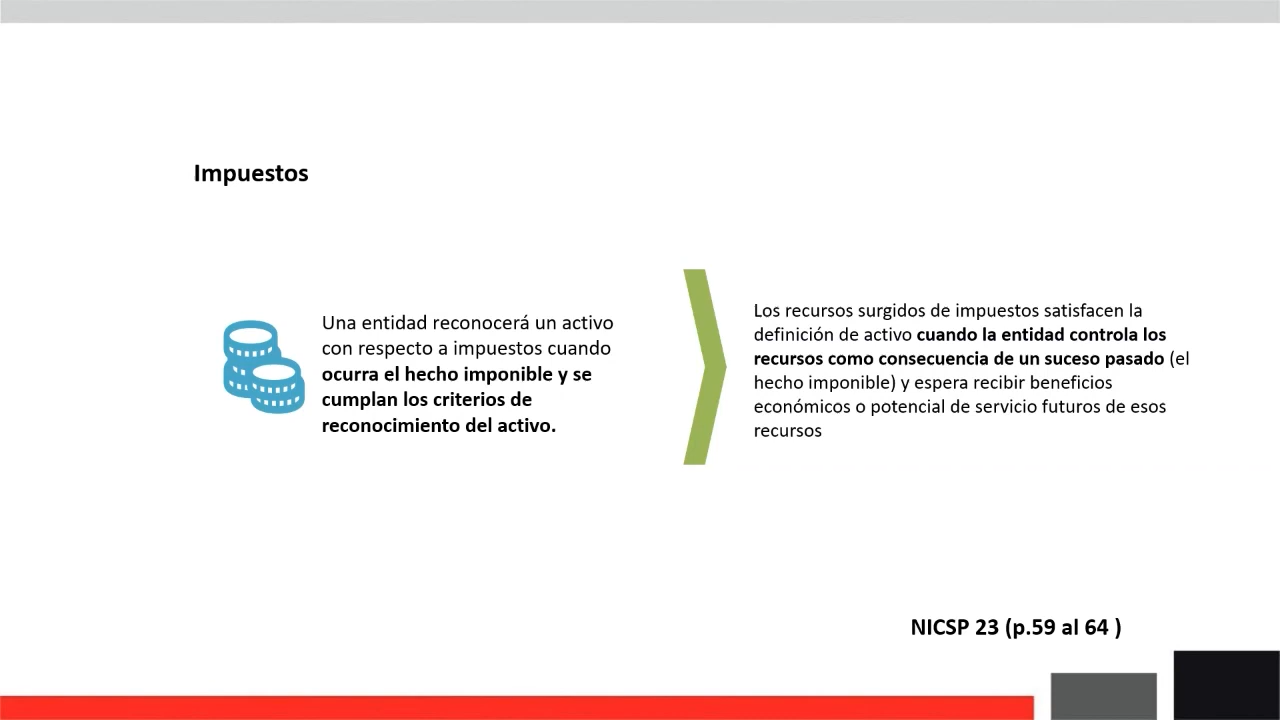 Impuestos
Una entidad reconocerá un activo
con respecto a impuestos cuando
ocurra el hecho imponible y se
cumplan los criterios de
reconocimiento del activo.
Los recursos surgidos de impuestos satisfacen la
definición de activo cuando la entidad controla los
recursos como consecuencia de un suceso pasado (el
hecho imponible) y espera recibir beneficios
económicos o potencial de servicio futuros de esos
recursos
NICSP 23 (p.59 al 64 )